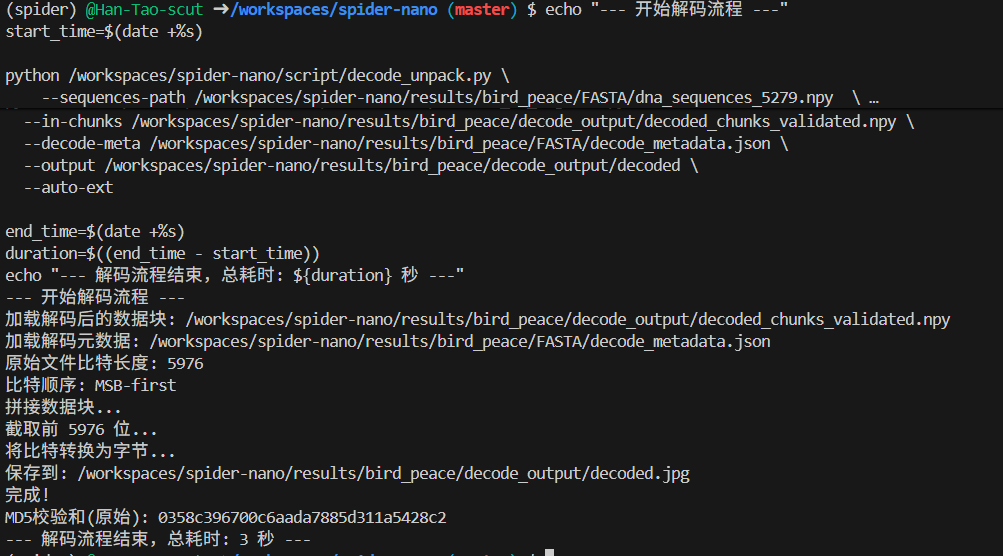 (spider) @Han-Tao-scut ➜/workspaces/spider-nano (master) $ echo "--- 开始解码流程 ---"
start_time=$(date +%s)
python /workspaces/spider-nano/script/decode_unpack.py \
--sequences-path /workspaces/spider-nano/results/bird_peace/FASTA/dna_sequences_5279.npy \ …
--in-chunks /workspaces/spider-nano/results/bird_peace/decode_output/decoded_chunks_validated.npy \
--decode-meta /workspaces/spider-nano/results/bird_peace/FASTA/decode_metadata.json \
--output /workspaces/spider-nano/results/bird_peace/decode_output/decoded \
--auto-ext
end_time=$(date +%s)
duration=$((end_time - start_time))
echo "--- 解码流程结束，总耗时: ${duration} 秒 ---"
--- 开始解码流程 ---
加载解码后的数据块: /workspaces/spider-nano/results/bird_peace/decode_output/decoded_chunks_validated.npy
加载解码元数据: /workspaces/spider-nano/results/bird_peace/FASTA/decode_metadata.json
原始文件比特长度: 5976
比特顺序: MSB-first
拼接数据块...
截取前 5976 位...
将比特转换为字节...
保存到: /workspaces/spider-nano/results/bird_peace/decode_output/decoded.jpg
完成!
MD5校验和(原始): 0358c396700c6aada7885d311a5428c2
--- 解码流程结束，总耗时: 3 秒 ---